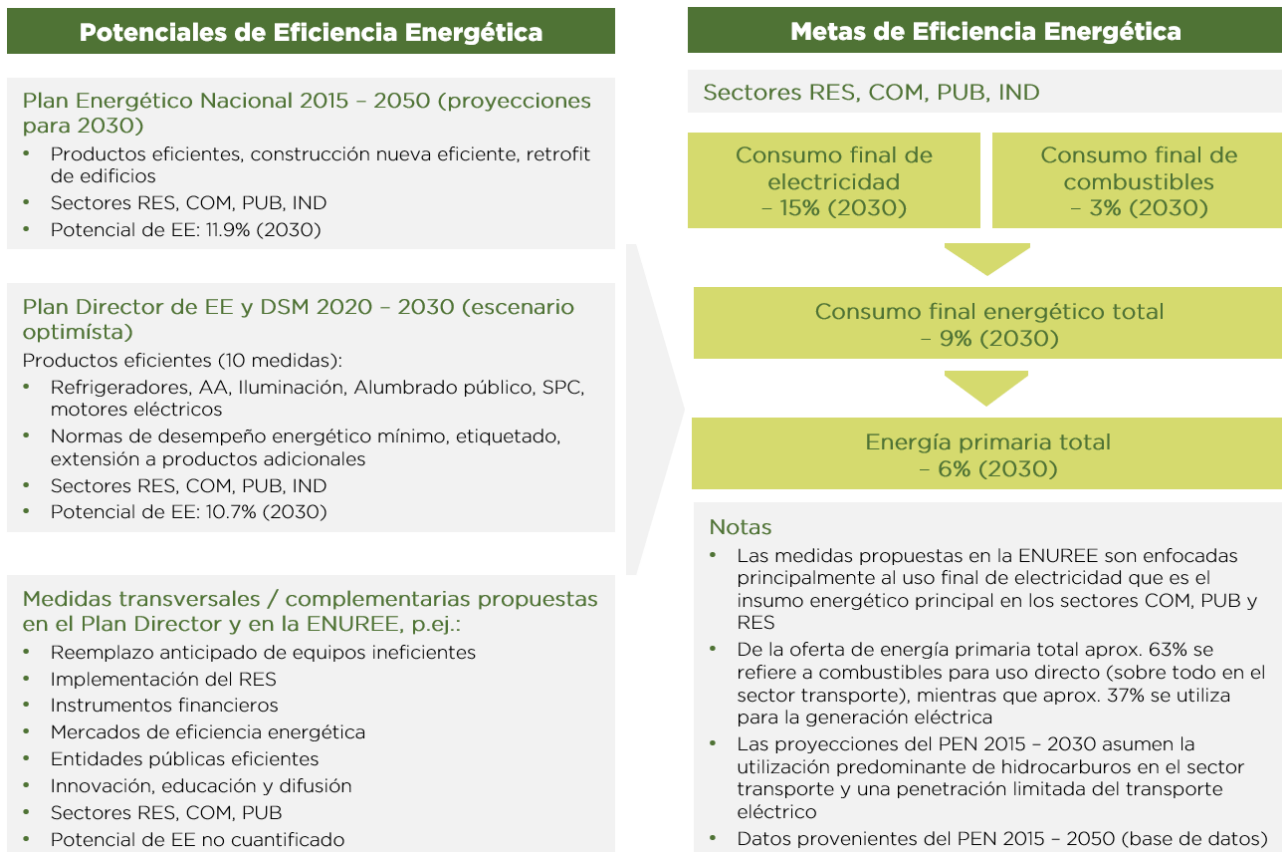 Potenciales de Eficiencia Energética
Plan Energético Nacional 2015 – 2050 (proyecciones
para 2030)
• Productos eficientes, construcción nueva eficiente, retrofit
de edificios
• Sectores RES, COM, PUB, IND
• Potencial de EE: 11.9% (2030)
Plan Director de EE y DSM 2020 – 2030 (escenario
optimísta)
Productos eficientes (10 medidas):
• Refrigeradores, AA, Iluminación, Alumbrado público, SPC,
motores eléctricos
• Normas de desempeño energético mínimo, etiquetado,
extensión a productos adicionales
• Sectores RES, COM, PUB, IND
• Potencial de EE: 10.7% (2030)
Medidas transversales / complementarias propuestas
en el Plan Director y en la ENUREE, p.ej.:
• Reemplazo anticipado de equipos ineficientes
• Implementación del RES
• Instrumentos financieros
• Mercados de eficiencia energética
• Entidades públicas eficientes
• Innovación, educación y difusión
• Sectores RES, COM, PUB
• Potencial de EE no cuantificado
Metas de Eficiencia Energética
Sectores RES, COM, PUB, IND
Consumo final de
electricidad
– 15% (2030)
Consumo final de
combustibles
– 3% (2030)
Consumo final energético total
– 9% (2030)
Energía primaria total
– 6% (2030)
Notas
• Las medidas propuestas en la ENUREE son enfocadas
principalmente al uso final de electricidad que es el
insumo energético principal en los sectores COM, PUB y
RES
• De la oferta de energía primaria total aprox. 63% se
refiere a combustibles para uso directo (sobre todo en el
sector transporte), mientras que aprox. 37% se utiliza
para la generación eléctrica
• Las proyecciones del PEN 2015 – 2030 asumen la
utilización predominante de hidrocarburos en el sector
transporte y una penetración limitada del transporte
eléctrico
• Datos provenientes del PEN 2015 – 2050 (base de datos)